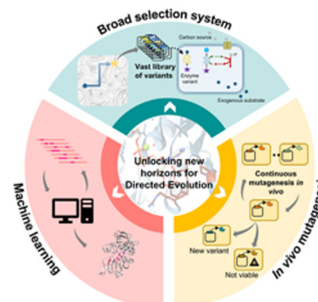 Broad selection system
Carbon source
Vast library
of variants
Enzyme
variant
Exogenous substrate
Unlocking new
horizons for
Directed Evolution
Machine learning
Continuous
mutagenesis in
vivo
New variant
Not viable
In vivo mutagenesis